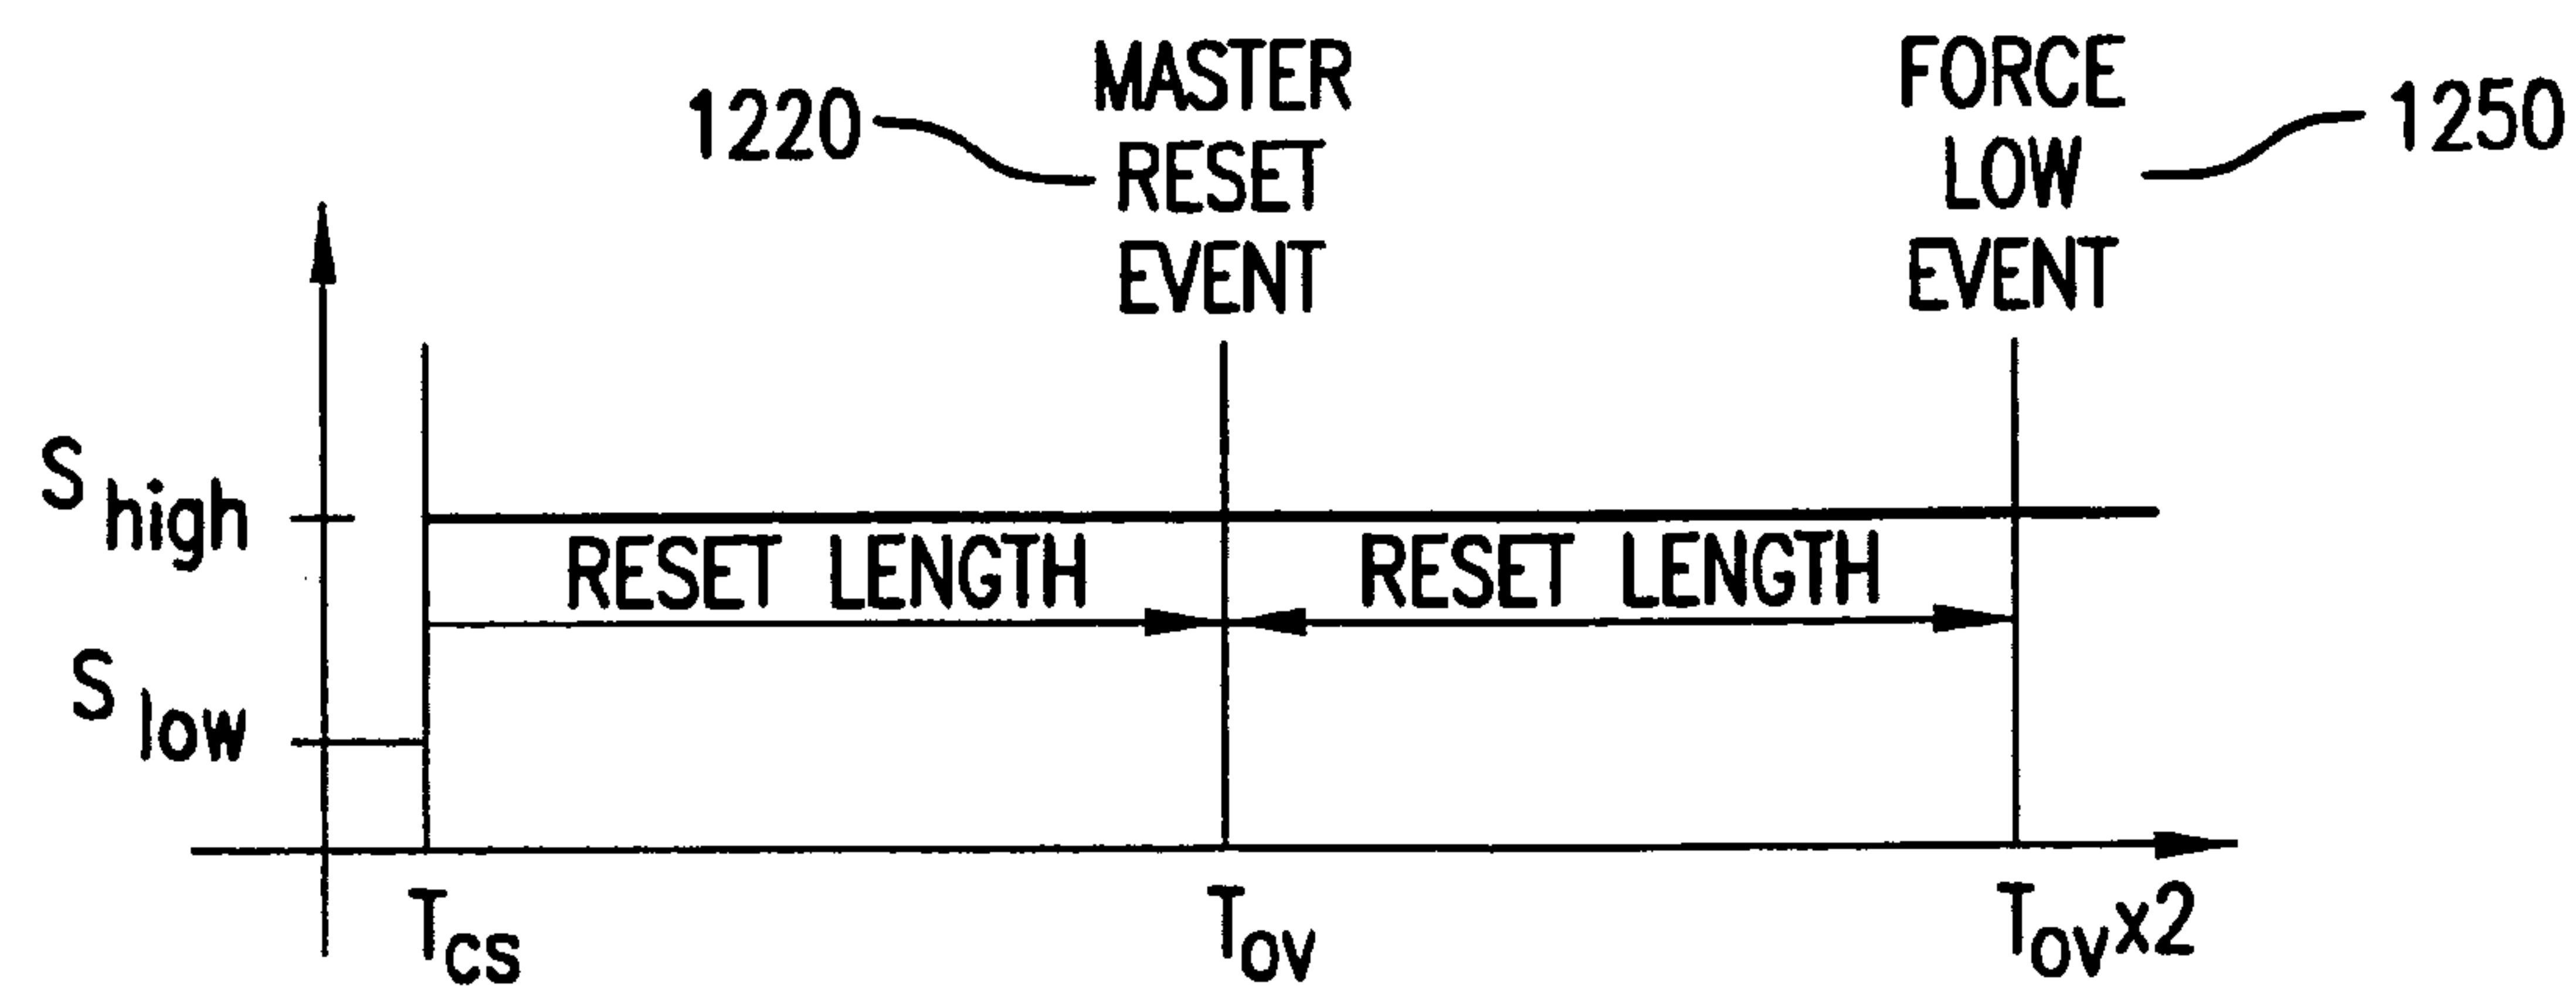 MASTER
RESET
EVENT
1220
FORCE
LOW
EVENT
1250
S high
RESET LENGTH
RESET LENGTH
S low
Tcs
Tov
Tovx2